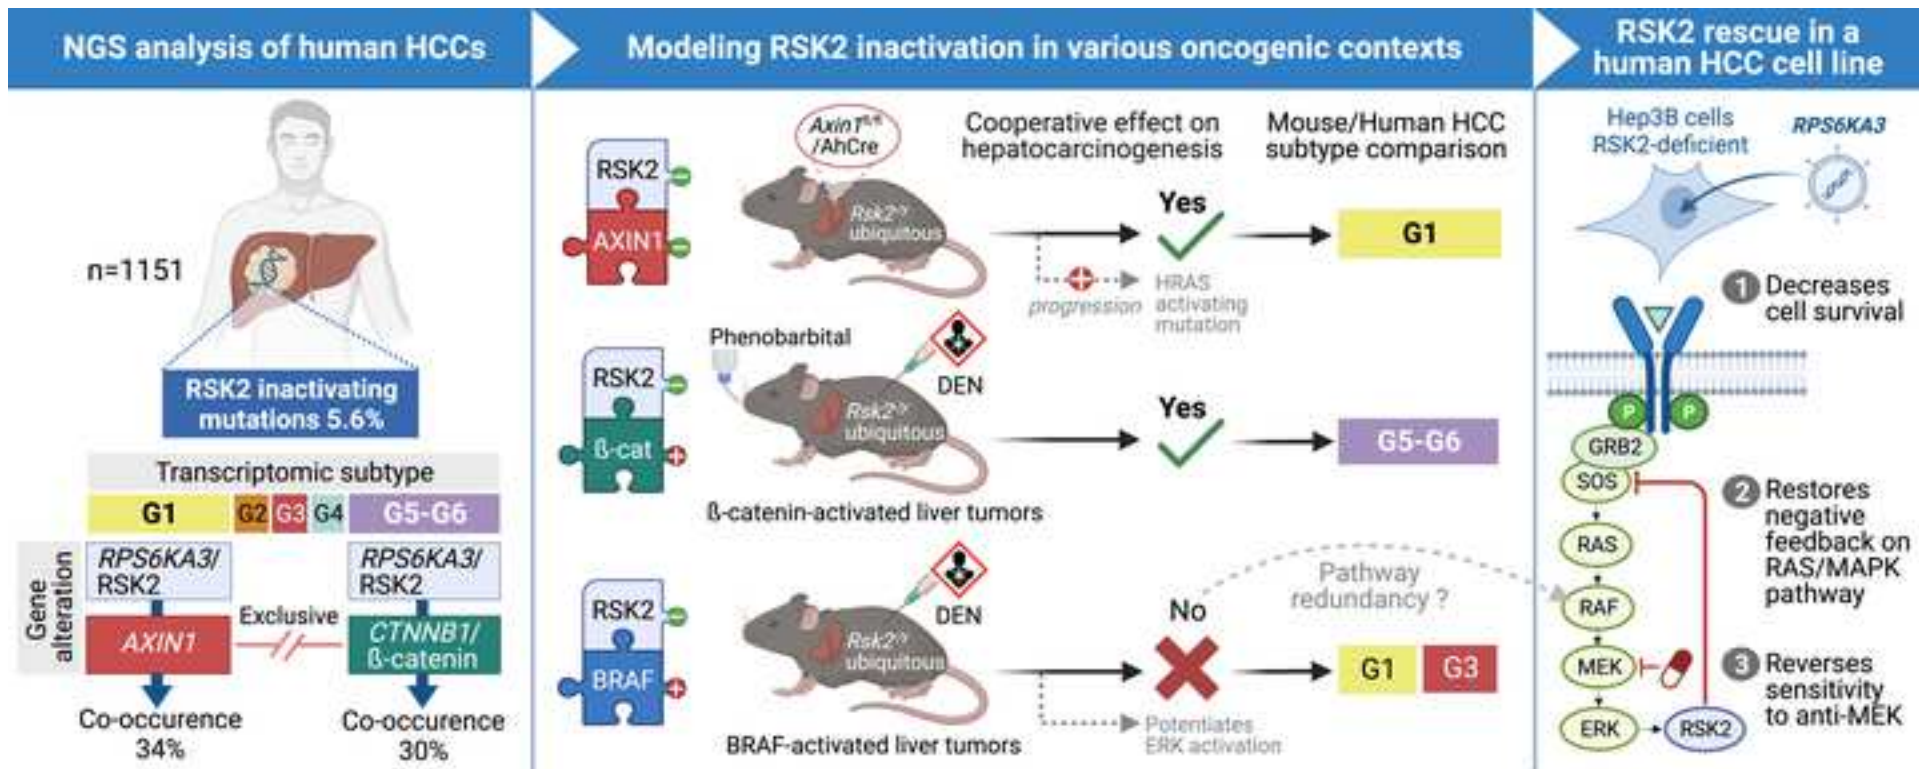 NGS analysis of human HCCs
n=1151
RSK2 inactivating
mutations 5.6%
Transcriptomic subtype
G1
G2
G3
G4
G5-G6
Gene
alteration
RPS6KA3/
RSK2
RPS6KA3/
RSK2
AXIN1
Exclusive
CTNNB1/
ß-catenin
Co-occurence
34%
Co-occurence
30%
Modeling RSK2 inactivation in various oncogenic contexts
RSK2
AXIN1
Axin1fl/fl
/AhCre
Rsk2-/y
ubiquitous
Cooperative effect on
hepatocarcinogenesis
Mouse/Human HCC
subtype comparison
Yes
G1
progression
HRAS
activating
mutation
Phenobarbital
DEN
RSK2
ß-cat
Rsk2-/y
ubiquitous
Yes
G5-G6
ß-catenin-activated liver tumors
RSK2
BRAF
DEN
Rsk2-/y
ubiquitous
No
Pathway
redundancy ?
G1
G3
Potentiates
ERK activation
BRAF-activated liver tumors
RSK2 rescue in a
human HCC cell line
Hep3B cells
RSK2-deficient
RPS6KA3
1 Decreases
cell survival
P
P
GRB2
SOS
RAS
RAF
MEK
ERK
RSK2
2 Restores
negative
feedback on
RAS/MAPK
pathway
3 Reverses
sensitivity
to anti-MEK